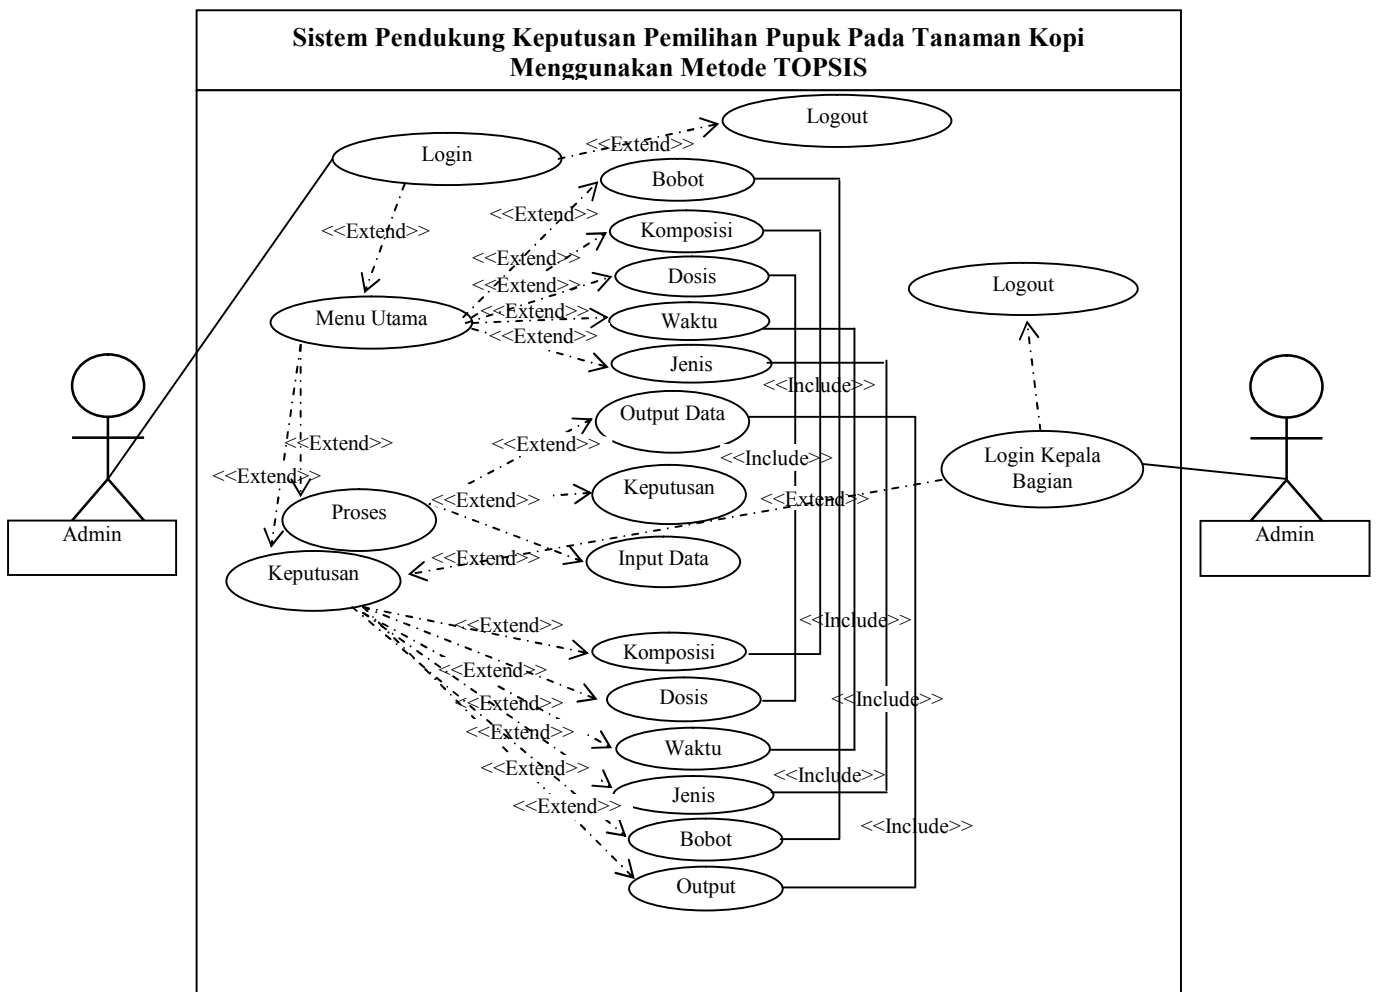 Sistem Pendukung Keputusan Pemilihan Pupuk Pada Tanaman Kopi
Menggunakan Metode TOPSIS
Logout
<<Extend>>
Login
Bobot
<<Extend>>
<<Extend>>
Komposisi
<<Extend>>
Dosis
<<Extend>>
Logout
<<Extend>>
Menu Utama
Waktu
<<Extend>>
Jenis
<<Include>>
Output Data
<<Extend>>
<<Extend>>
<<Include>>
Login Kepala
Bagian
<<Extend>>
Keputusan
<<Extend>>
<<Extend>>
Proses
Admin
Admin
<<Extend>>
Input Data
Keputusan
<<Extend>>
<<Include>>
Komposisi
<<Extend>>
<<Extend>>
Dosis
<<Include>>
<<Extend>>
Waktu
<<Extend>>
<<Include>>
Jenis
<<Extend>>
<<Include>>
Bobot
Output